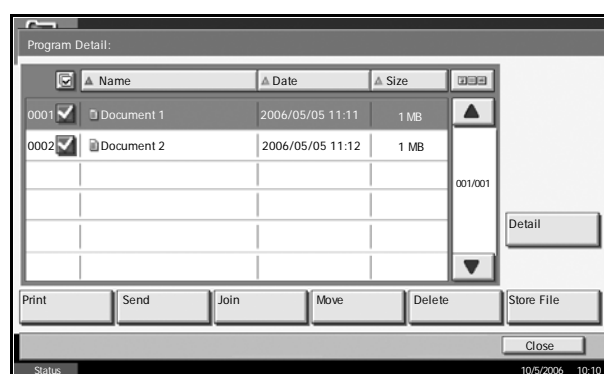 Program Detail:
Name Date Size
0001 Document 1 2006/05/05 11:11 1 MB
0002 Document 2 2006/05/05 11:12 1 MB
001/001
Detail
Print Send Join Move Delete Store File
Close
Status 10/5/2006 10:10